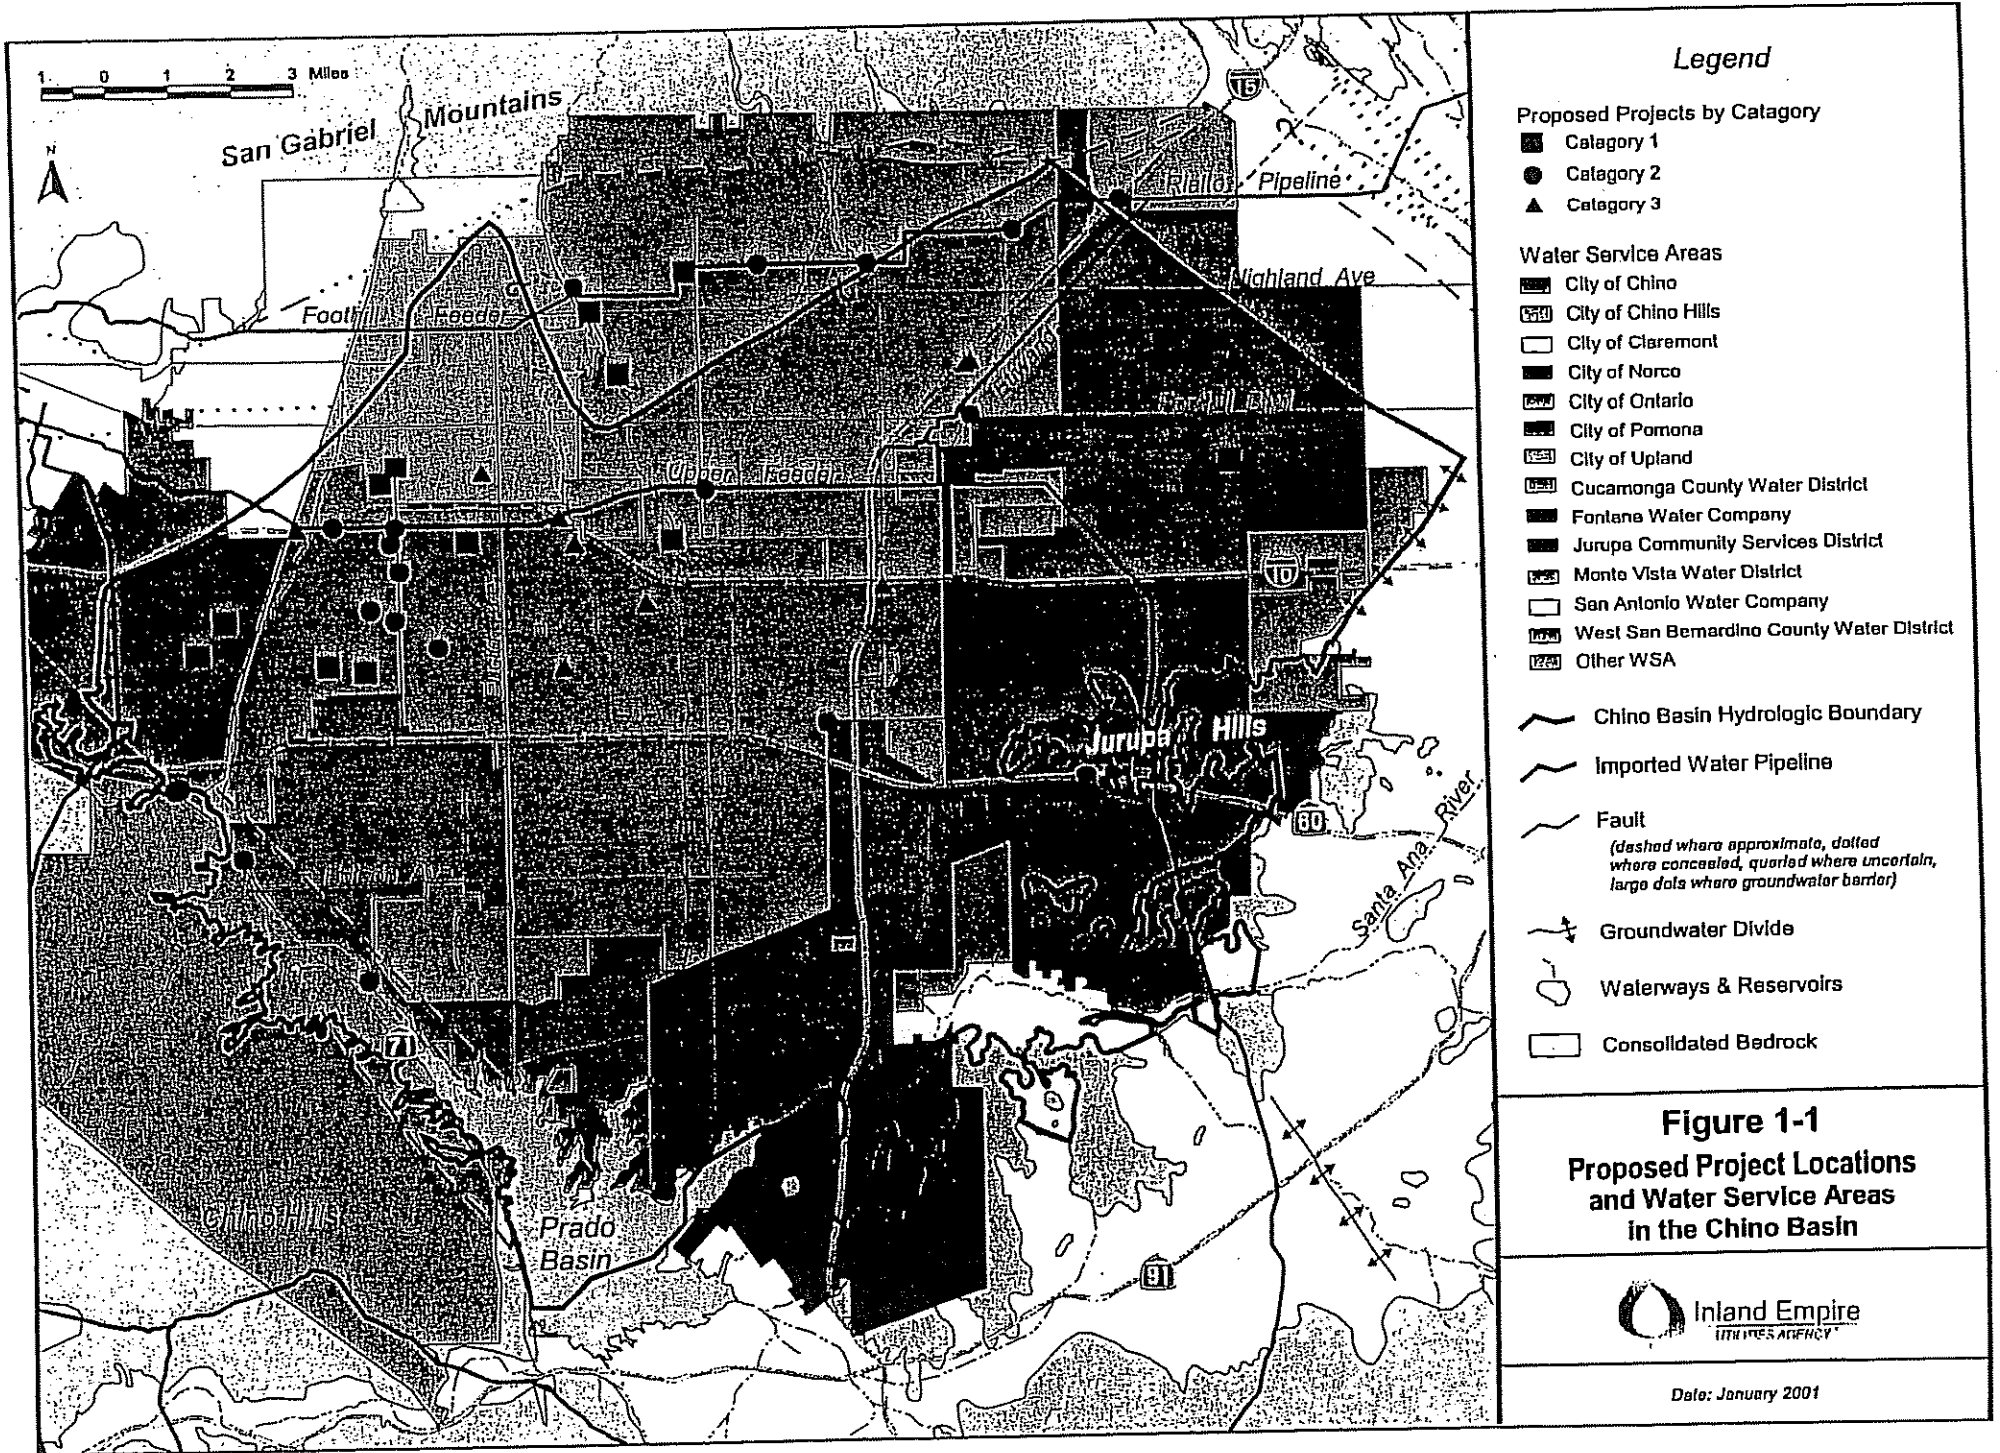 1 0 1 2 3 Miles
San Gabriel Mountains
N
15
Rialto Pipeline
Highland Ave
Foothill Feeder
Upper Feeder
10
Jurupa Hills
60
Santa Ana River
71
Chino Hills
Prado
Basin
91
Legend
Proposed Projects by Catagory
Catagory 1
Catagory 2
Catagory 3
Water Service Areas
City of Chino
City of Chino Hills
City of Claremont
City of Norco
City of Ontario
City of Pomona
City of Upland
Cucamonga County Water District
Fontana Water Company
Jurupa Community Services District
Monte Vista Water District
San Antonio Water Company
West San Bernardino County Water District
Other WSA
Chino Basin Hydrologic Boundary
Imported Water Pipeline
Fault
(dashed where approximate, dotted
where concealed, queried where uncertain,
large dots where groundwater barrier)
Groundwater Divide
Waterways & Reservoirs
Consolidated Bedrock
Figure 1-1
Proposed Project Locations
and Water Service Areas
in the Chino Basin
Inland Empire
UTILITIES AGENCY
Date: January 2001